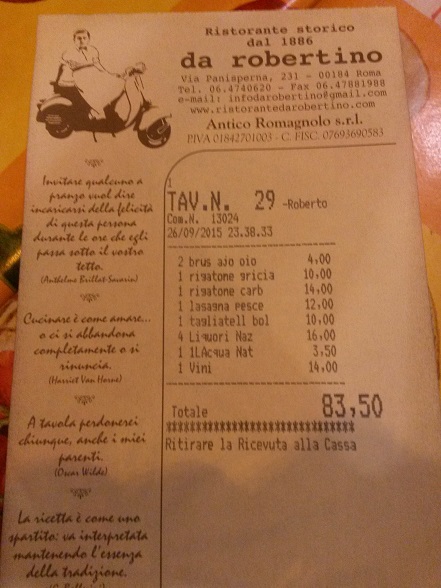 Ristorante storico
dal 1886
da robertino
Via Panisperna, 231 - 00184 Roma
Tel. 06.4740620 - Fax 06.47881988
e-mail: infodarobertino@gmail.com
www.ristorantedarobertino.com
Antico Romagnolo s.r.l.
P.IVA 01842701003 - C. FISC. 07693690583
Invitare qualcuno a
pranzo vuol dire
incaricarsi della felicità
di questa persona
durante le ore che egli
passa sotto il vostro
tetto.
(Anthelme Brillat-Savarin)
Cucinare è come amare...
o ci si abbandona
completamente o si
rinuncia.
(Harriet Van Horne)
A tavola perdonerei
chiunque, anche i miei
parenti.
(Oscar Wilde)
La ricetta è come uno
spartito: va interpretata
mantenendo l'essenza
della tradizione.
1
TAV.N. 29 -Roberto
Com.N. 13024
26/09/2015 23.38.33
2 brus ajo oio 4,00
1 rigatone gricia 10,00
1 rigatone carb 14,00
1 lasagna pesce 12,00
1 tagliatell bol 10,00
4 Liquori Naz 16,00
1 1LAcqua Nat 3,50
1 Vini 14,00
Totale 83,50
Ritirare la Ricevuta alla Cassa